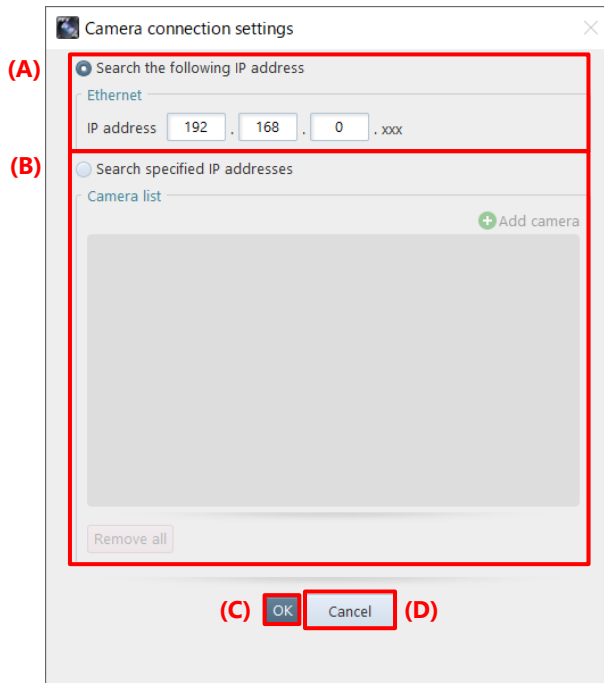 Camera connection settings
(A)
Search the following IP address
Ethernet
IP address 192 . 168 . 0 . xxx
(B)
Search specified IP addresses
Camera list
Add camera
Remove all
(C) OK Cancel (D)